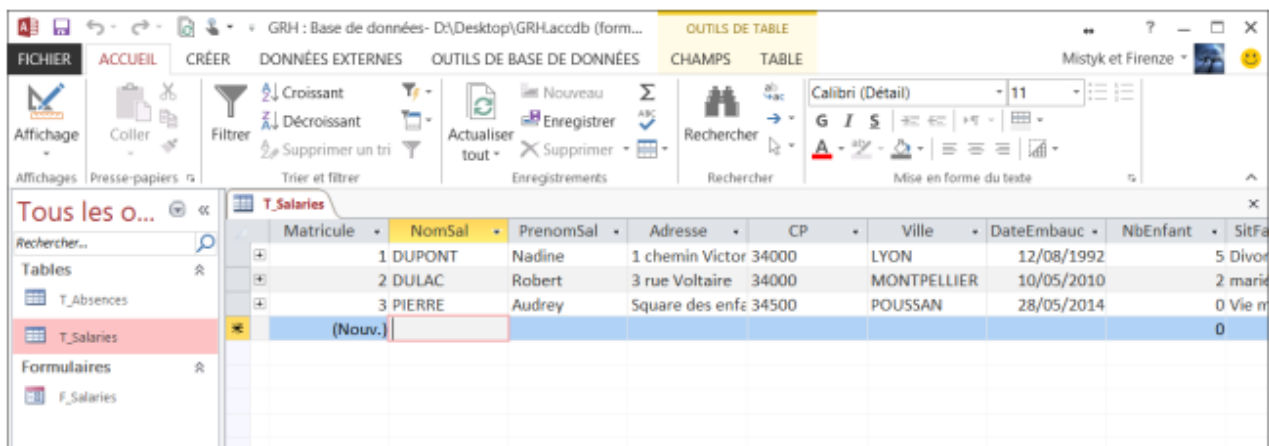 GRH : Base de données- D:\Desktop\GRH.accdb (form... OUTILS DE TABLE ?
FICHIER ACCUEIL CRÉER DONNÉES EXTERNES OUTILS DE BASE DE DONNÉES CHAMPS TABLE Mistyk et Firenze
Croissant Nouveau Calibri (Détail) 11
Décroissant Enregistrer
Affichage Coller Filtrer Supprimer un tri Actualiser tout Supprimer Rechercher G I S
Affichages Presse-papiers Trier et filtrer Enregistrements Rechercher Mise en forme du texte
Tous les o... « T_Salaries
Rechercher... Matricule NomSal PrenomSal Adresse CP Ville DateEmbauc NbEnfant SitFa
Tables 1 DUPONT Nadine 1 chemin Victor 34000 LYON 12/08/1992 5 Divor
T_Absences 2 DULAC Robert 3 rue Voltaire 34000 MONTPELLIER 10/05/2010 2 marié
3 PIERRE Audrey Square des enfa 34500 POUSSAN 28/05/2014 0 Vie m
T_Salaries (Nouv.) 0
Formulaires
F_Salaries